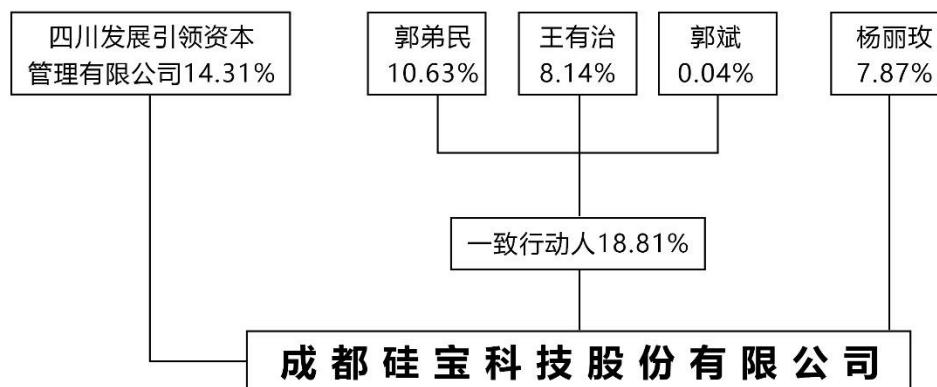 四川发展引领资本
管理有限公司14.31%
郭弟民
10.63%
王有治
8.14%
郭斌
0.04%
杨丽玫
7.87%
一致行动人18.81%
成都硅宝科技股份有限公司